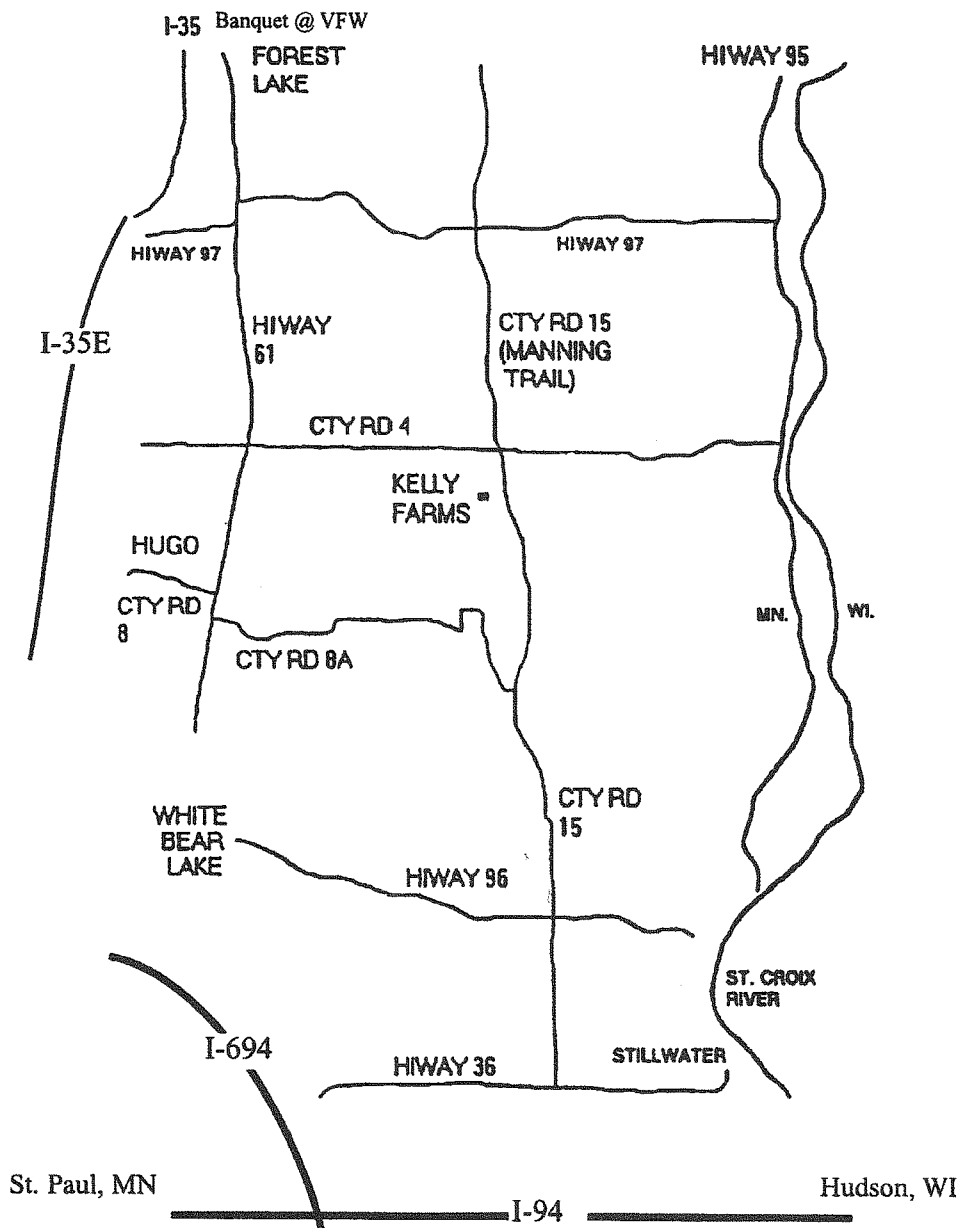 I-35 Banquet @ VFW
FOREST
LAKE
HIWAY 95
HIWAY 97
HIWAY 97
I-35E
HIWAY
61
CTY RD 15
(MANNING
TRAIL)
CTY RD 4
KELLY
FARMS
HUGO
CTY RD
8
CTY RD 8A
MN.
WI.
CTY RD
15
WHITE
BEAR
LAKE
HIWAY 96
ST. CROIX
RIVER
I-694
HIWAY 36
STILLWATER
St. Paul, MN
Hudson, WI
I-94